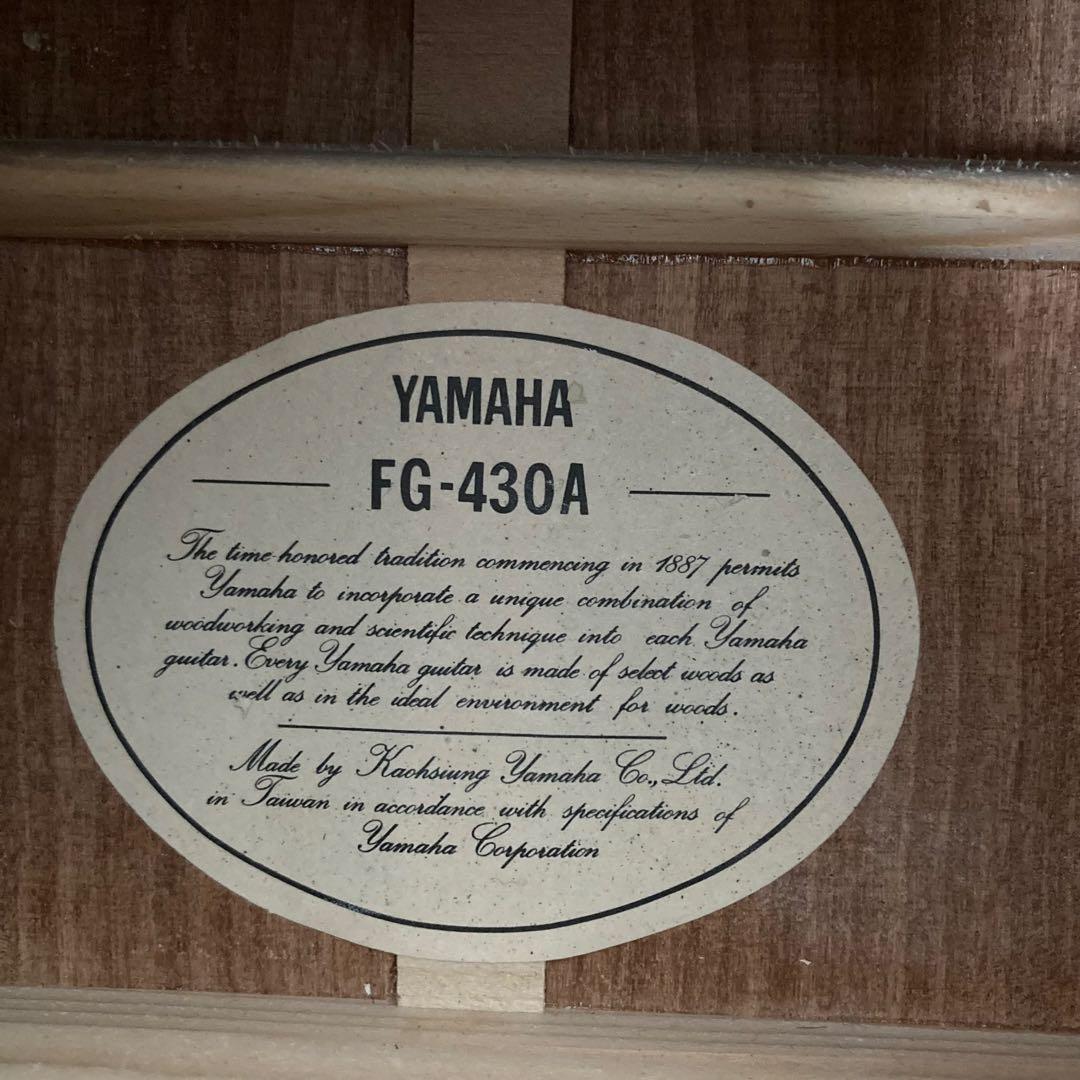 YAMAHA
FG-430A
The time-honored tradition commencing in 1887 permits
Yamaha to incorporate a unique combination of
woodworking and scientific technique into each Yamaha
guitar. Every Yamaha guitar is made of select woods as
well as in the ideal environment for woods.
Made by Kaohsiung Yamaha Co., Ltd.
in Taiwan in accordance with specifications of
Yamaha Corporation